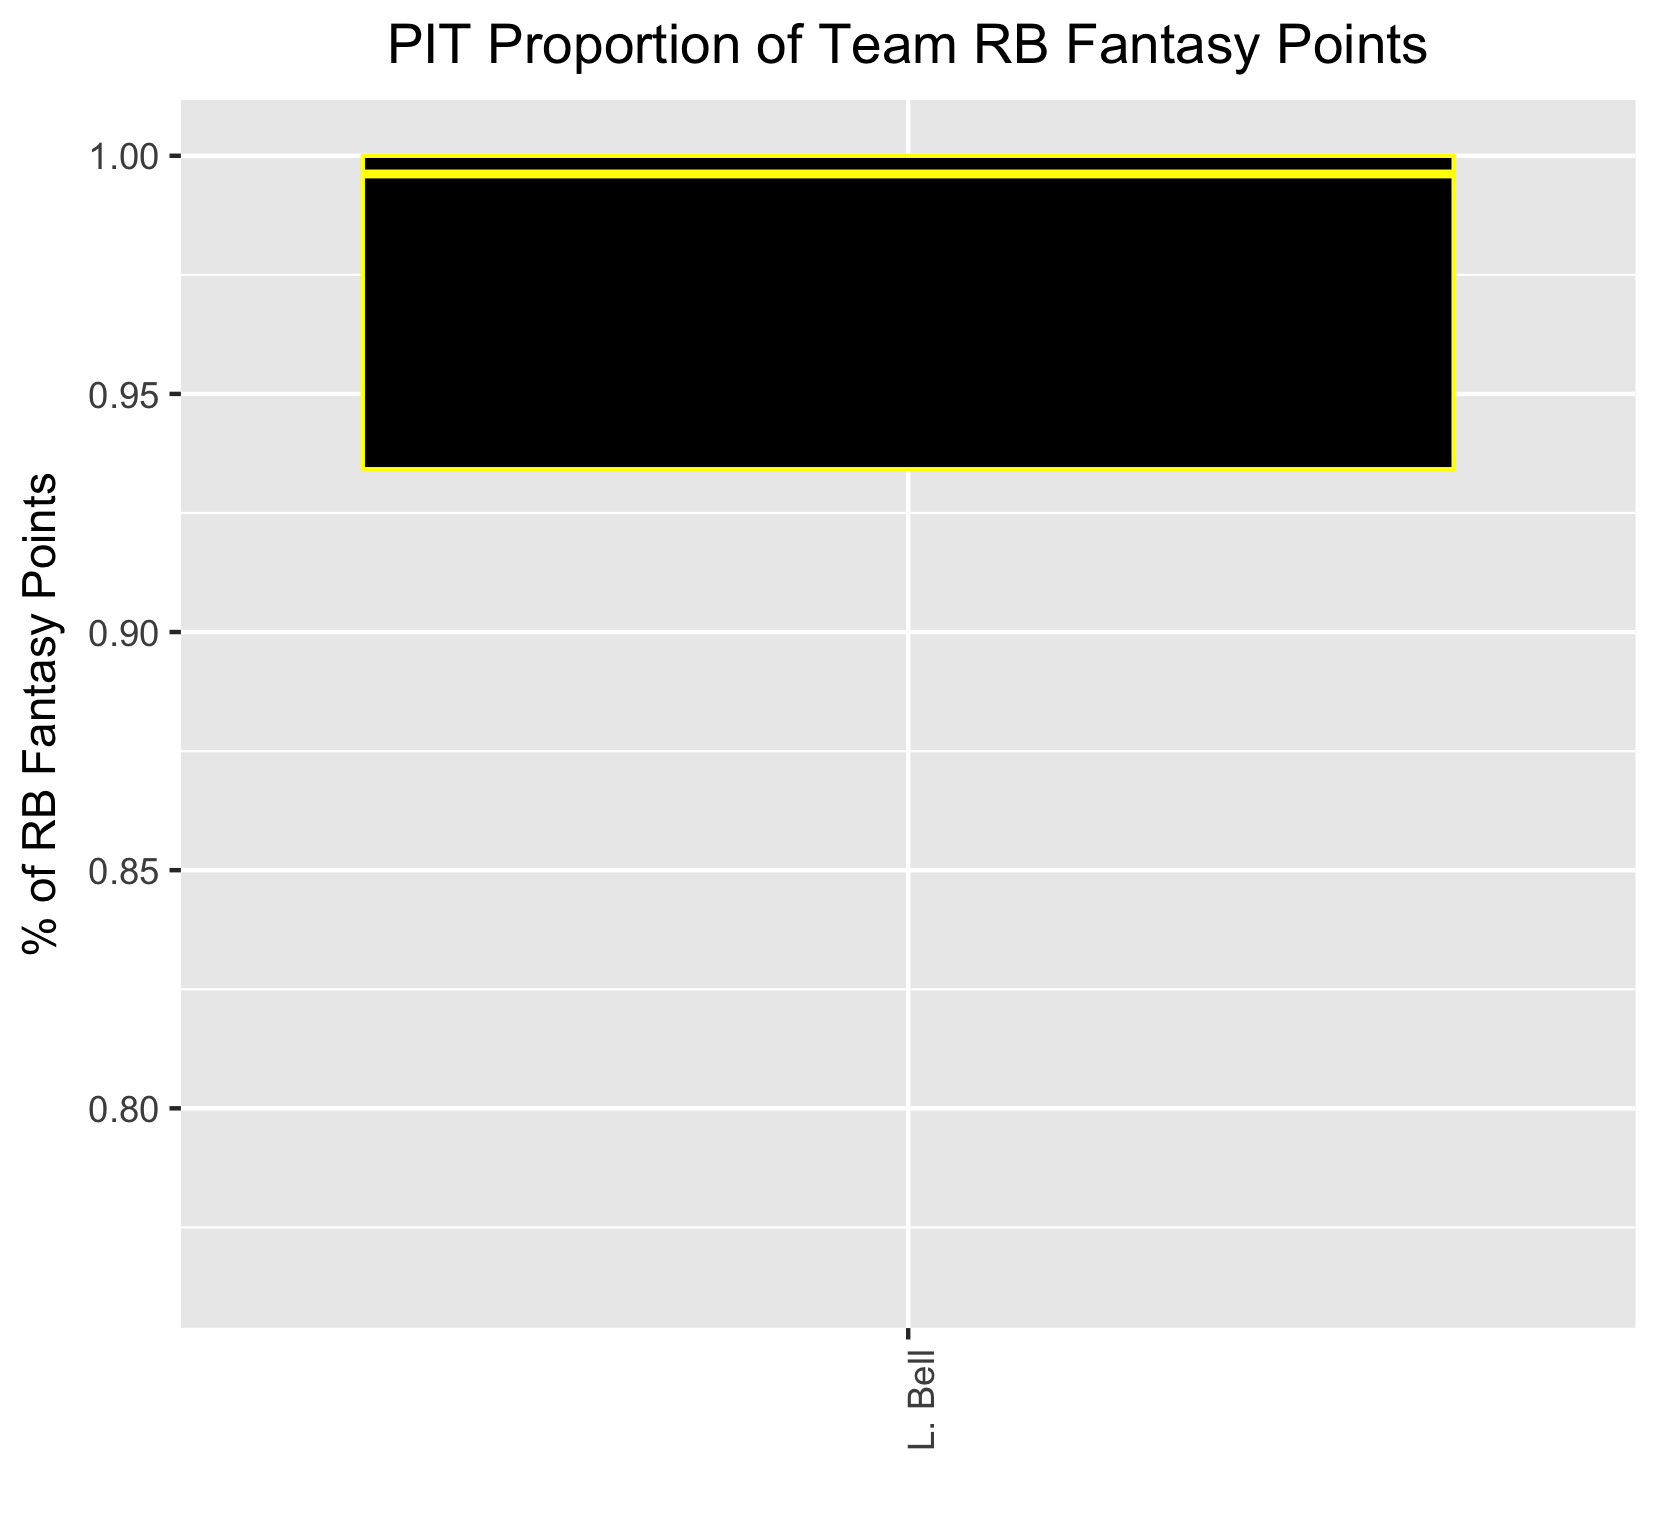 PIT Proportion of Team RB Fantasy Points
% of RB Fantasy Points
1.00
0.95
0.90
0.85
0.80
L. Bell